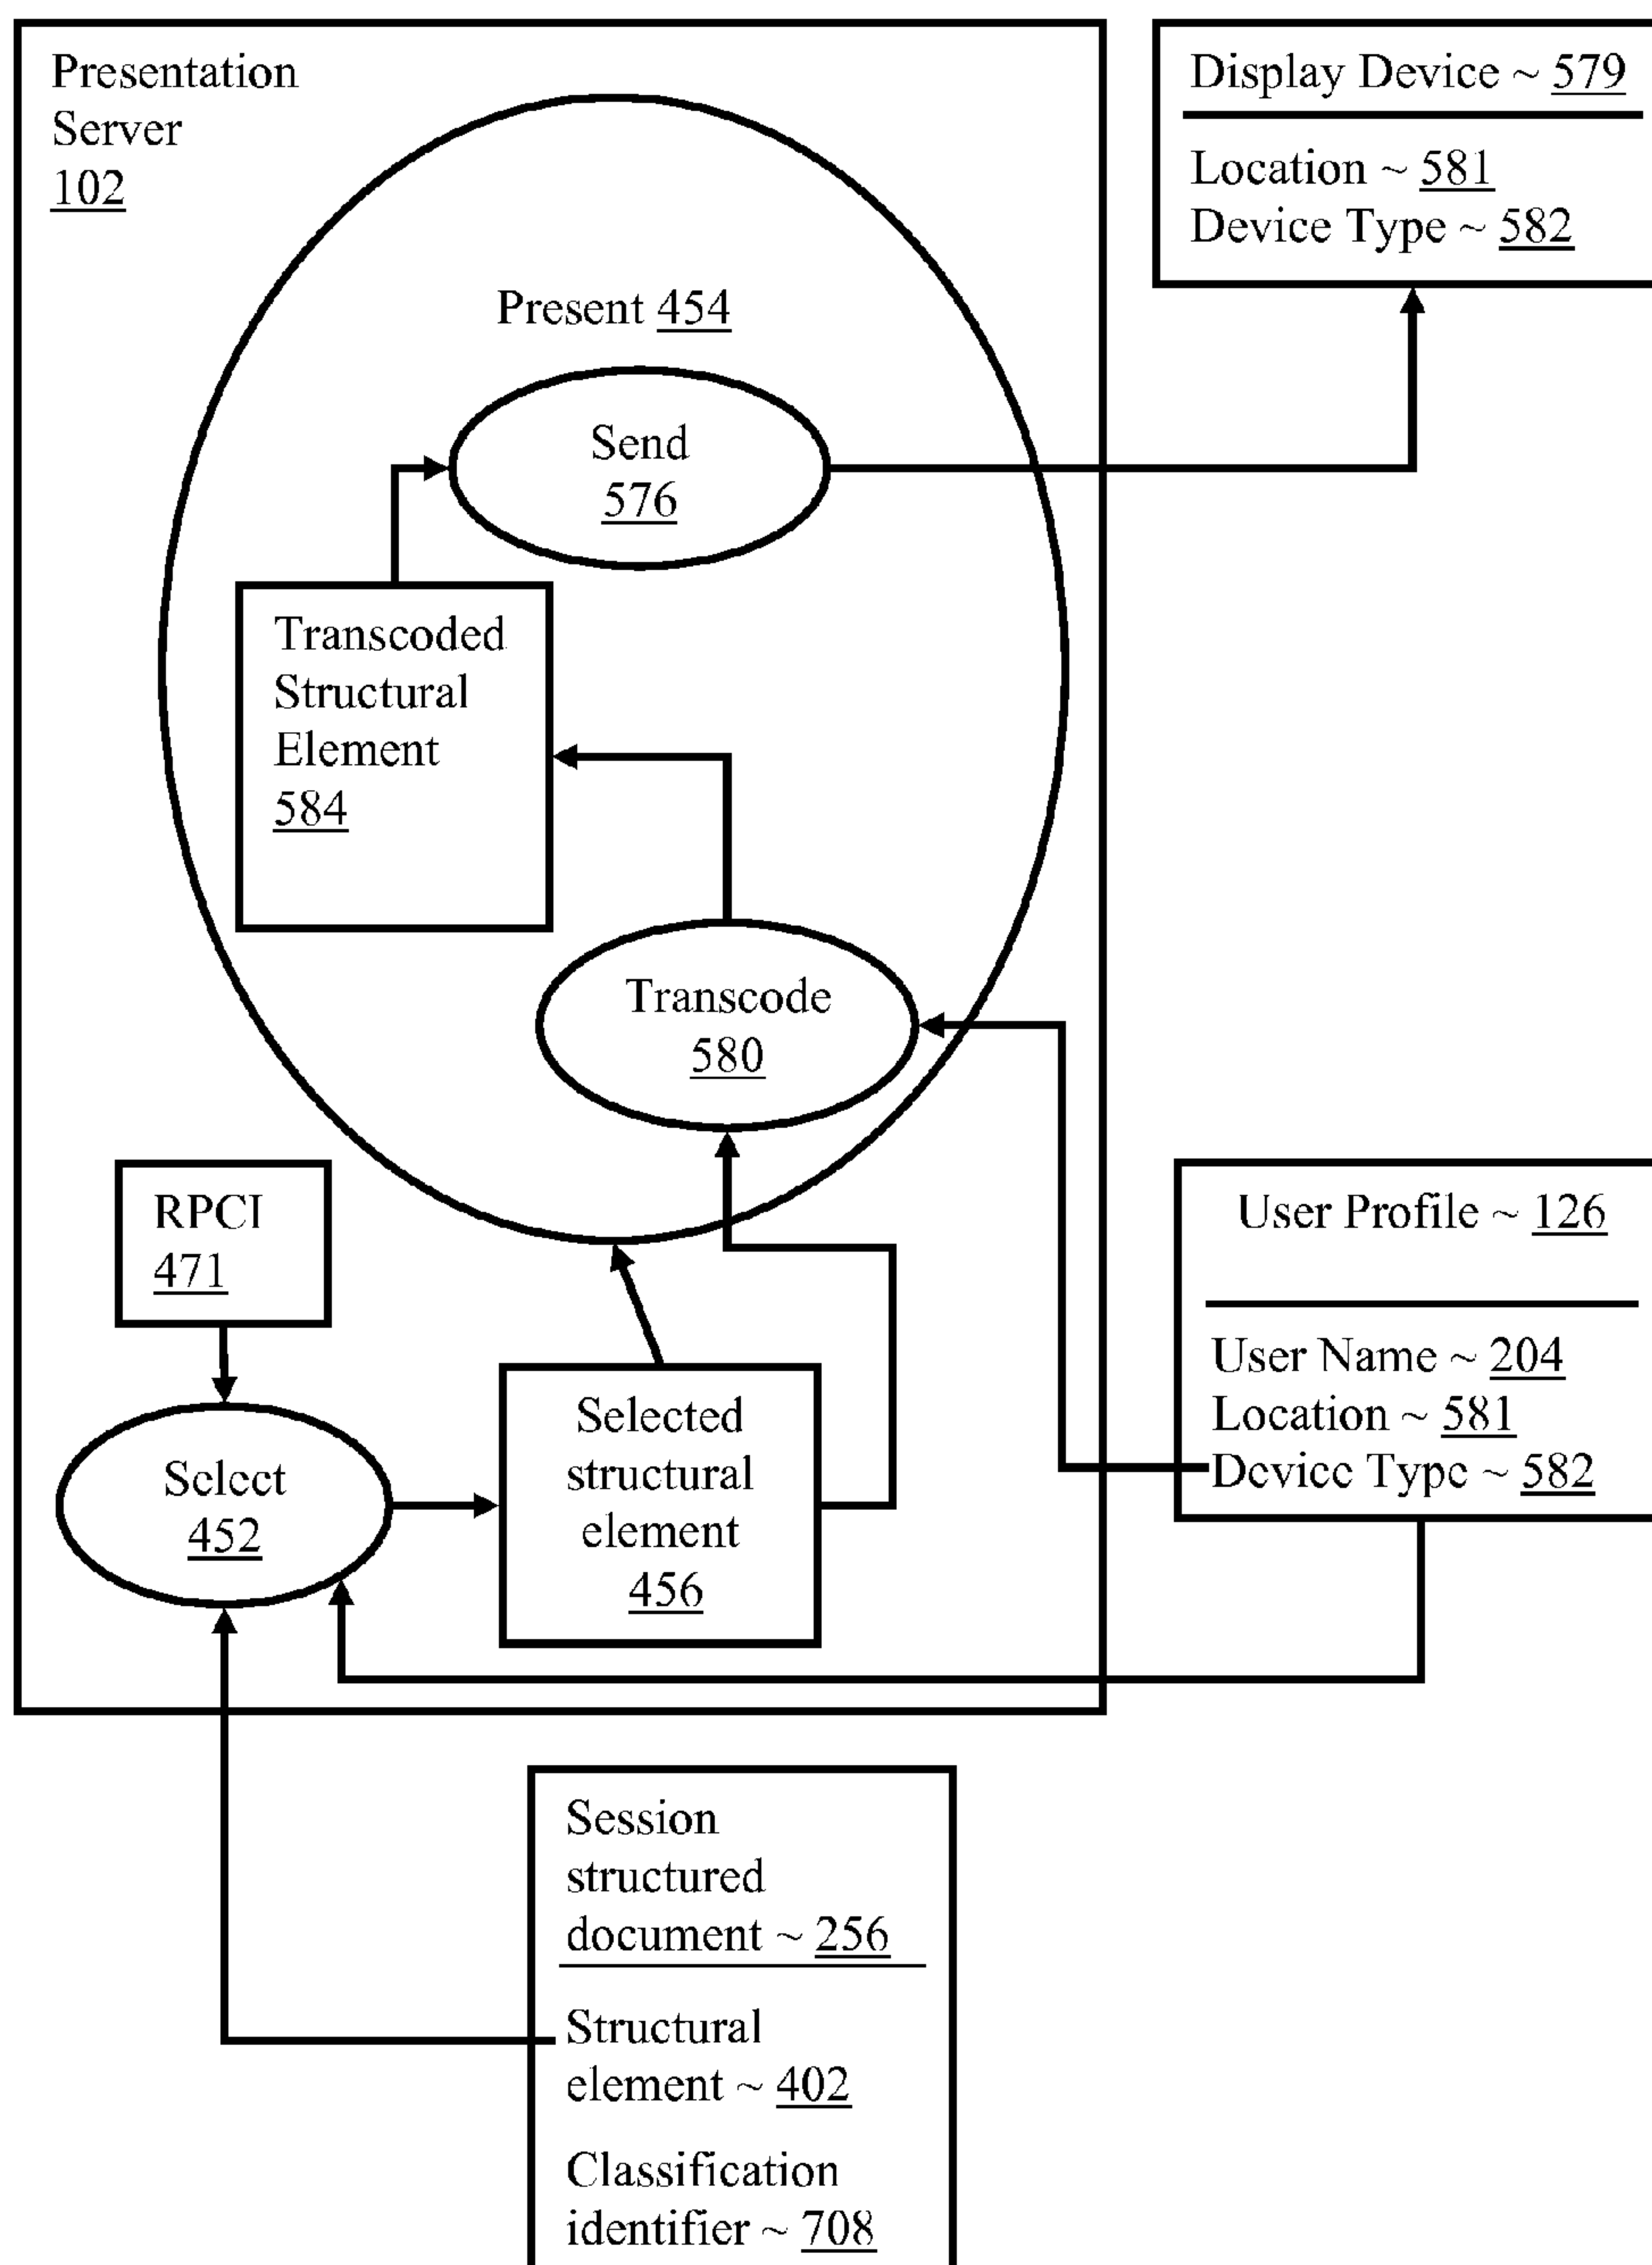 Presentation
Server
102
Display Device ~ 579
Location ~ 581
Device Type ~ 582
Present 454
Send
576
Transcoded
Structural
Element
584
Transcode
580
RPCI
471
User Profile ~ 126
User Name ~ 204
Location ~ 581
Device Type ~ 582
Select
452
Selected
structural
element
456
Session
structured
document ~ 256
Structural
element ~ 402
Classification
identifier ~ 708